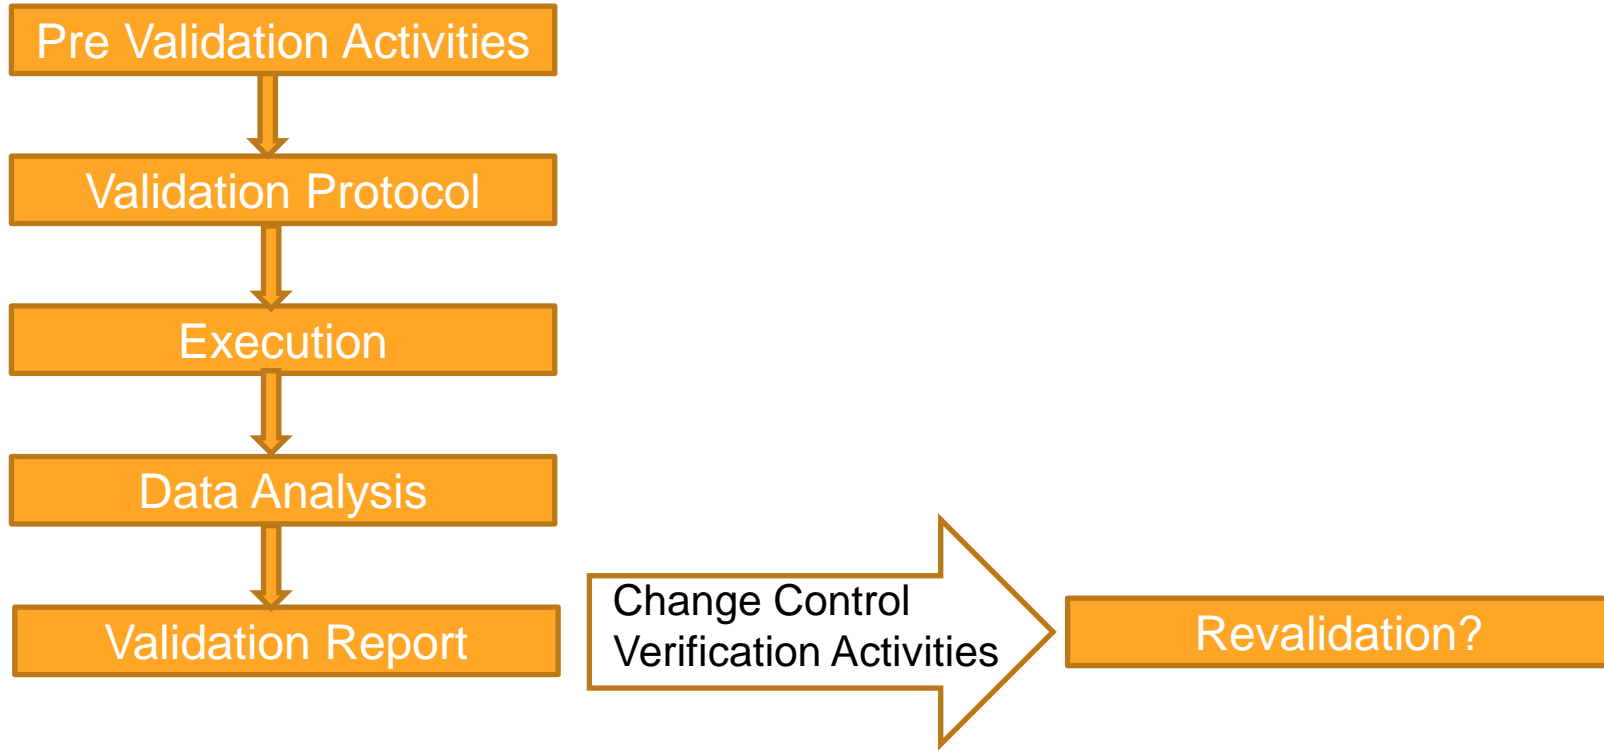 Pre Validation Activities
Validation Protocol
Execution
Data Analysis
Validation Report
Change Control
Verification Activities
Revalidation?